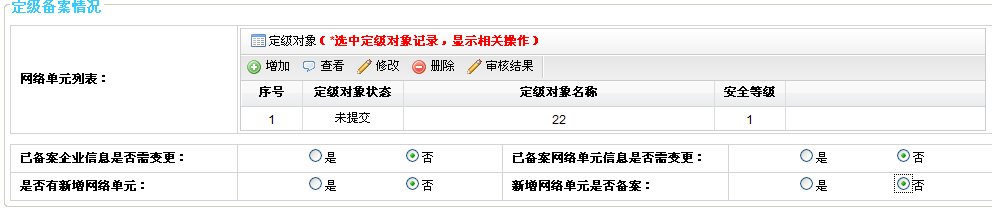 定级备案情况
定级对象（*选中定级对象记录，显示相关操作）
增加 查看 修改 删除 审核结果
网络单元列表：
序号 定级对象状态 定级对象名称 安全等级
1 未提交 22 1
已备案企业信息是否需变更： 是 否 已备案网络单元信息是否需变更： 是 否
是否有新增网络单元： 是 否 新增网络单元是否备案： 是 否